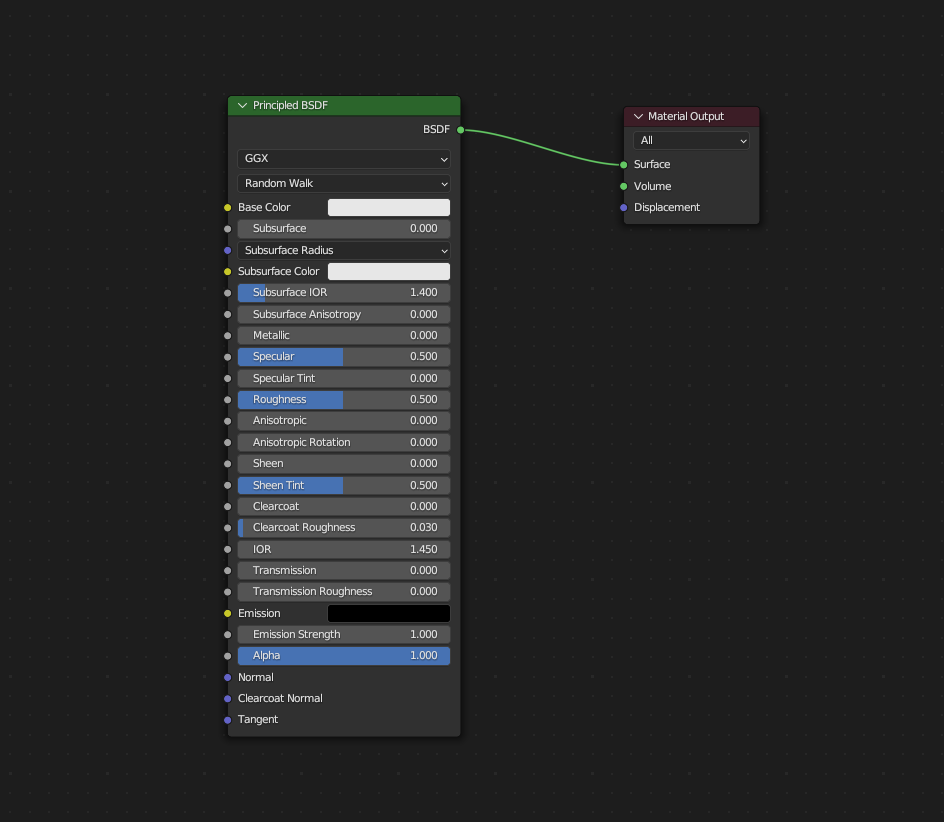 Principled BSDF
BSDF
GGX
Random Walk
Base Color
Subsurface 0.000
Subsurface Radius
Subsurface Color
Subsurface IOR 1.400
Subsurface Anisotropy 0.000
Metallic 0.000
Specular 0.500
Specular Tint 0.000
Roughness 0.500
Anisotropic 0.000
Anisotropic Rotation 0.000
Sheen 0.000
Sheen Tint 0.500
Clearcoat 0.000
Clearcoat Roughness 0.030
IOR 1.450
Transmission 0.000
Transmission Roughness 0.000
Emission
Emission Strength 1.000
Alpha 1.000
Normal
Clearcoat Normal
Tangent
Material Output
All
Surface
Volume
Displacement